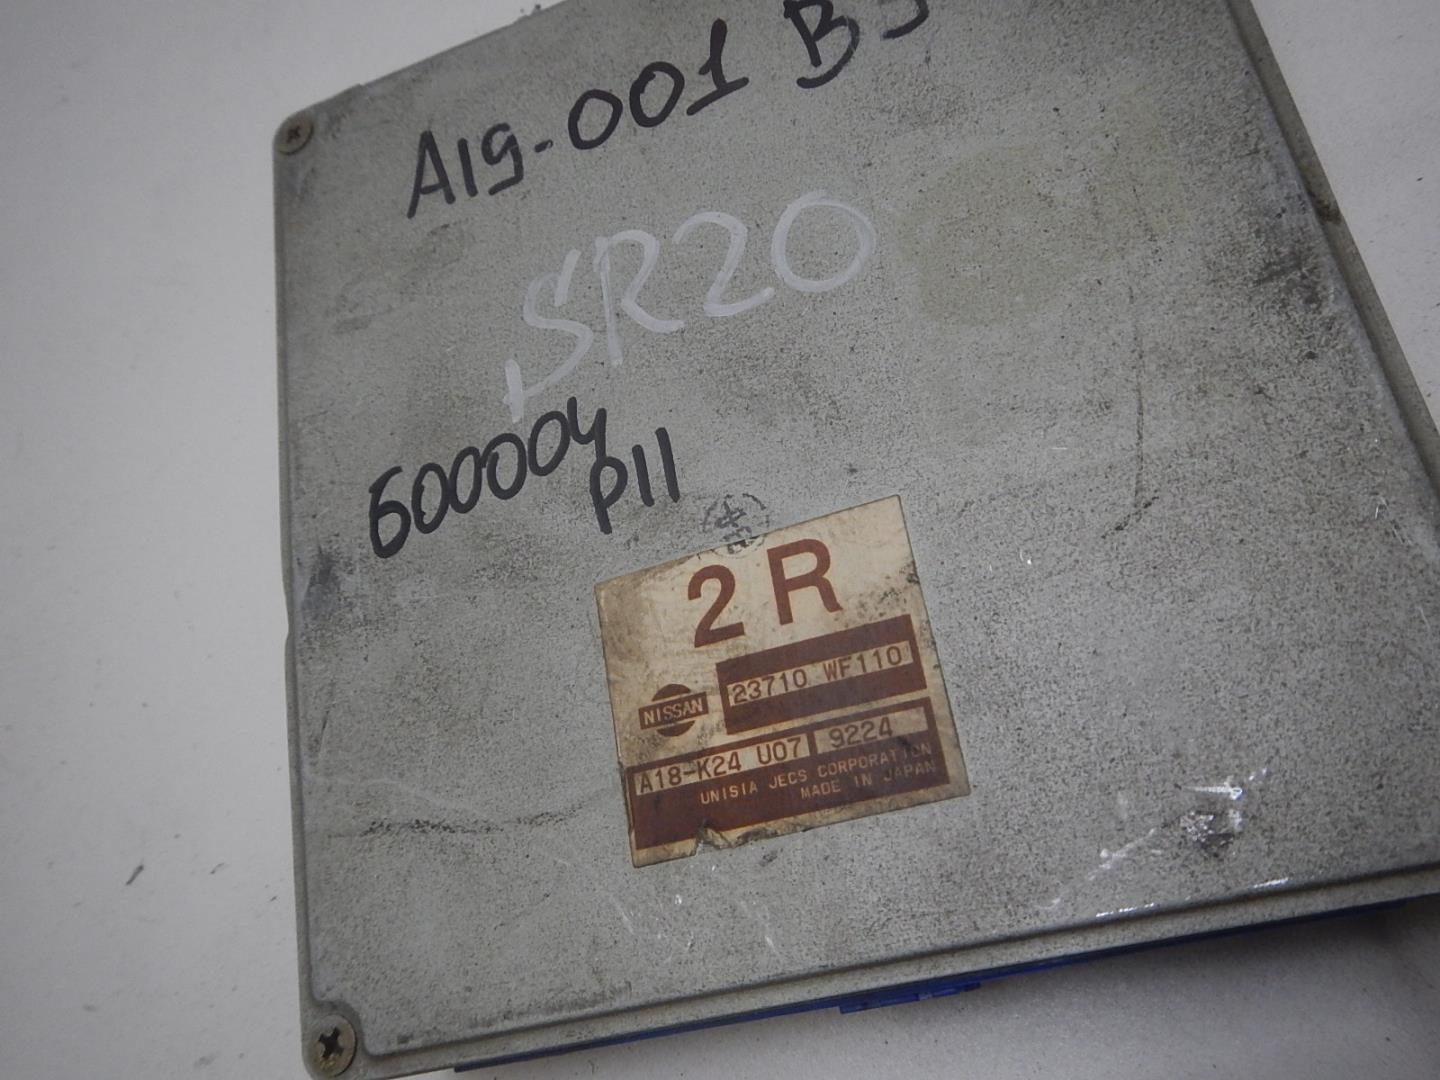 A19-001 B5
SR20
600004
P11
2R
NISSAN
23710 WF110
A18-K24 U07 9224
UNISIA JECS CORPORATION
MADE IN JAPAN